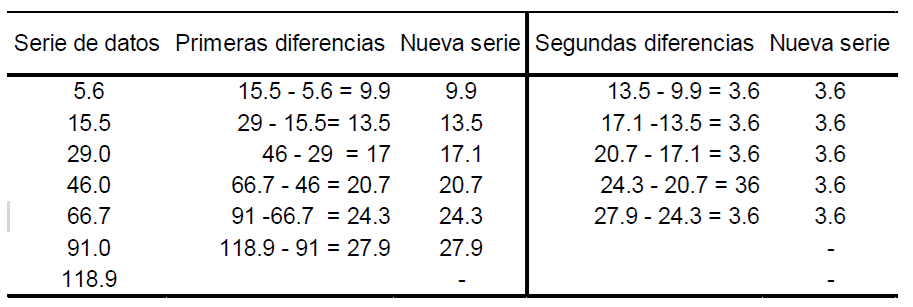 Serie de datos Primeras diferencias Nueva serie Segundas diferencias Nueva serie
5.6 15.5 - 5.6 = 9.9 9.9 13.5 - 9.9 = 3.6 3.6
15.5 29 - 15.5= 13.5 13.5 17.1 -13.5 = 3.6 3.6
29.0 46 - 29 = 17 17.1 20.7 - 17.1 = 3.6 3.6
46.0 66.7 - 46 = 20.7 20.7 24.3 - 20.7 = 36 3.6
66.7 91 -66.7 = 24.3 24.3 27.9 - 24.3 = 3.6 3.6
91.0 118.9 - 91 = 27.9 27.9 -
118.9 - -